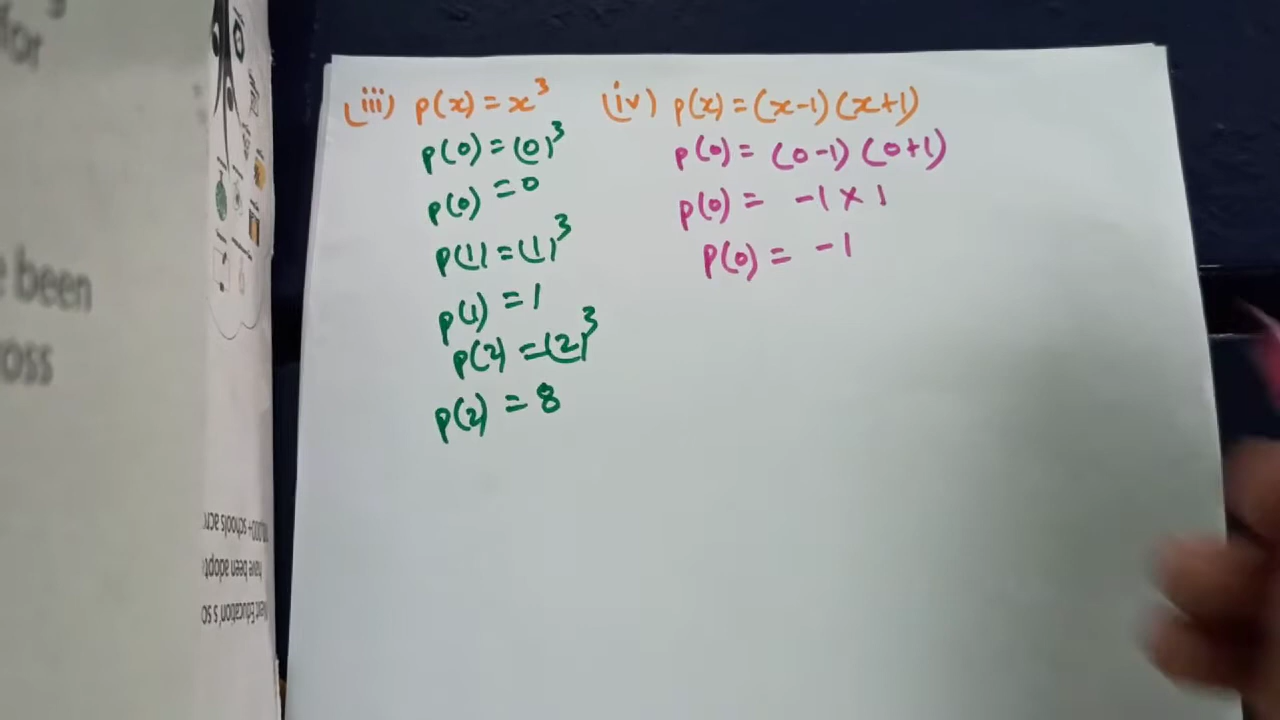 for
e been
oss
(iii) p(x) = x³
p(0) = (0)³
p(0) = 0
p(1) = (1)³
p(1) = 1
p(2) = (2)³
p(2) = 8
(iv) p(x) = (x-1) (x+1)
p(0) = (0-1) (0+1)
p(0) = -1 × 1
p(0) = -1